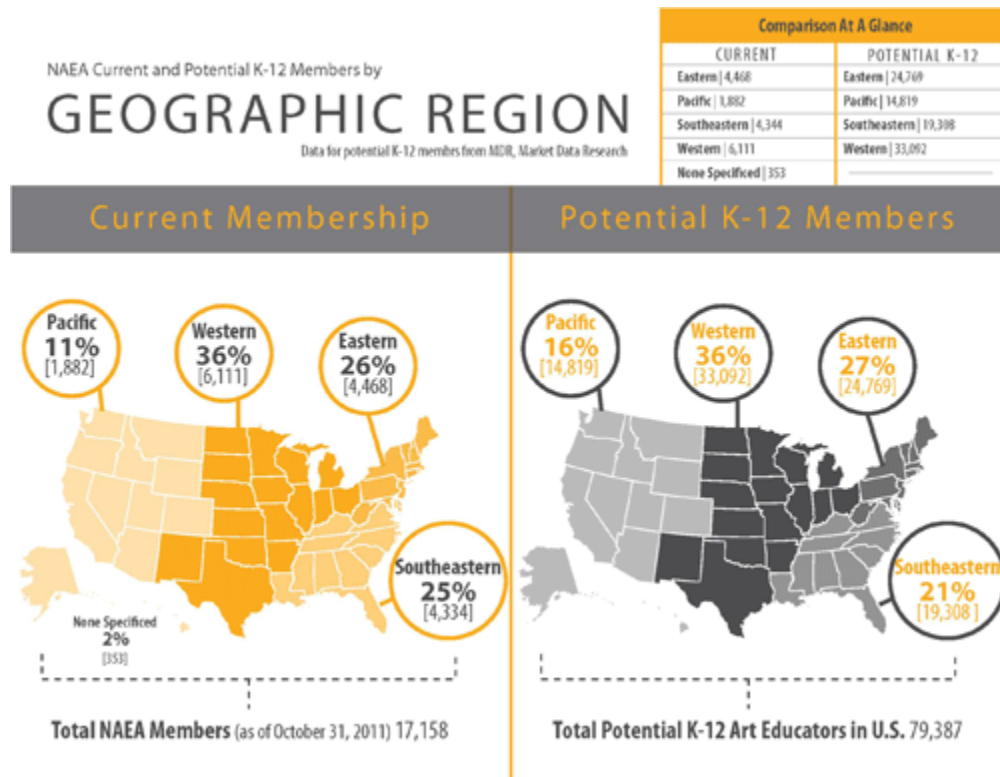 NAEA Current and Potential K-12 Members by
GEOGRAPHIC REGION
Data for potential K-12 membrs from MDR, Market Data Research
Comparison At A Glance
CURRENT
Eastern | 4,468
Pacific | 1,882
Southeastern | 4,344
Western | 6,111
None Specificed | 353
POTENTIAL K-12
Eastern | 24,769
Pacific | 14,819
Southeastern | 19,308
Western | 33,092
Current Membership
Pacific
11%
[1,882]
Western
36%
[6,111]
Eastern
26%
[4,468]
Southeastern
25%
[4,334]
None Specificed
2%
[353]
Total NAEA Members (as of October 31, 2011) 17,158
Potential K-12 Members
Pacific
16%
[14,819]
Western
36%
[33,092]
Eastern
27%
[24,769]
Southeastern
21%
[19,308 ]
Total Potential K-12 Art Educators in U.S. 79,387